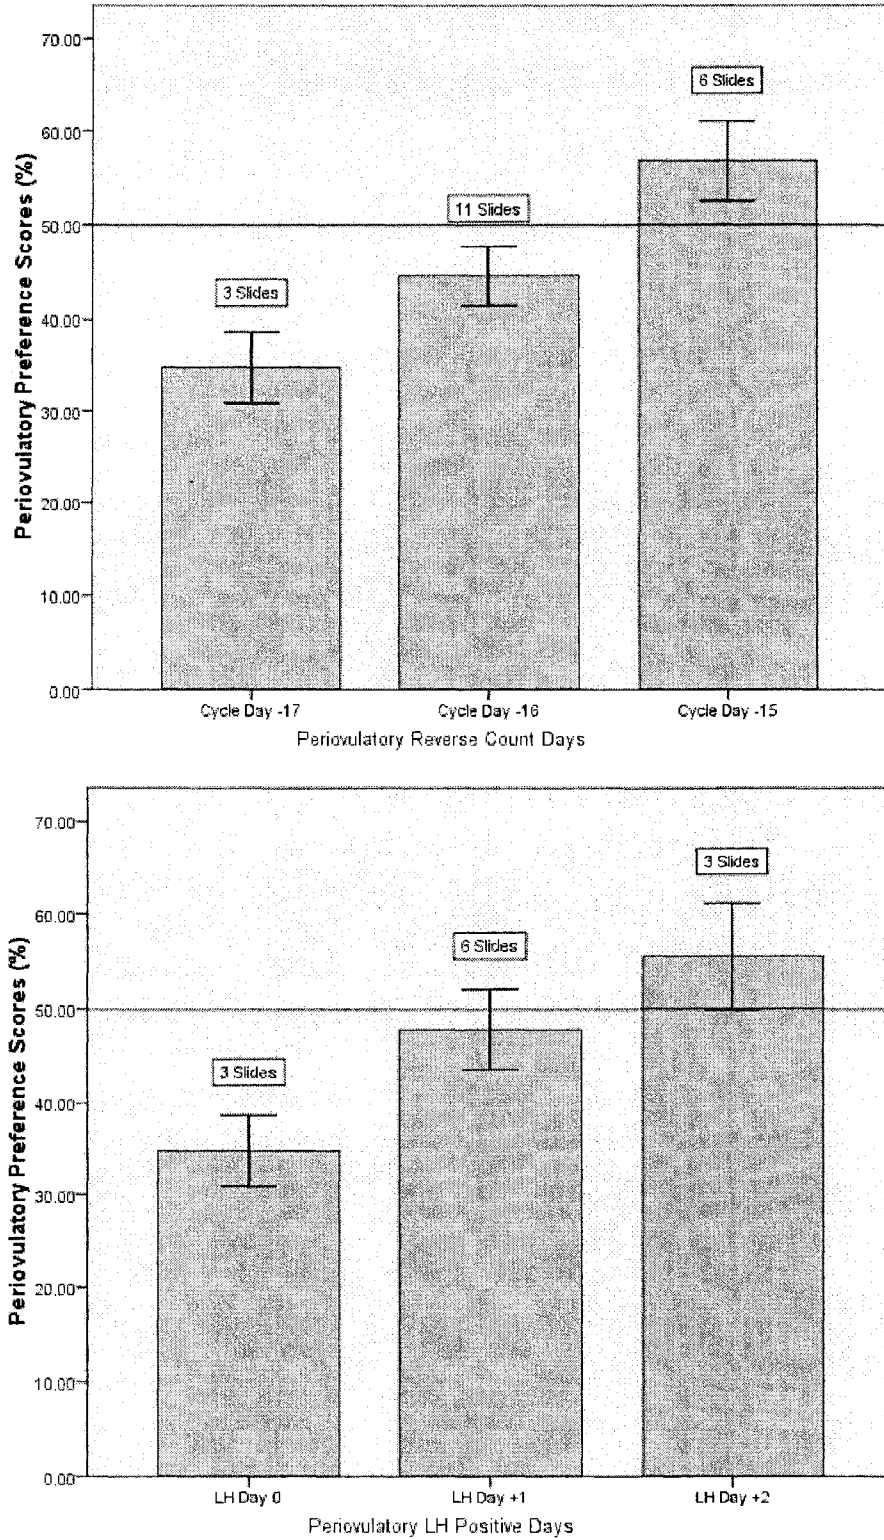 Periovulatory Preference Scores (%)
70.00
60.00
50.00
40.00
30.00
20.00
10.00
0.00
3 Slides
11 Slides
6 Slides
Cycle Day -17
Cycle Day -16
Cycle Day -15
Periovulatory Reverse Count Days
Periovulatory Preference Scores (%)
70.00
60.00
50.00
40.00
30.00
20.00
10.00
0.00
3 Slides
6 Slides
3 Slides
LH Day 0
LH Day +1
LH Day +2
Periovulatory LH Positive Days